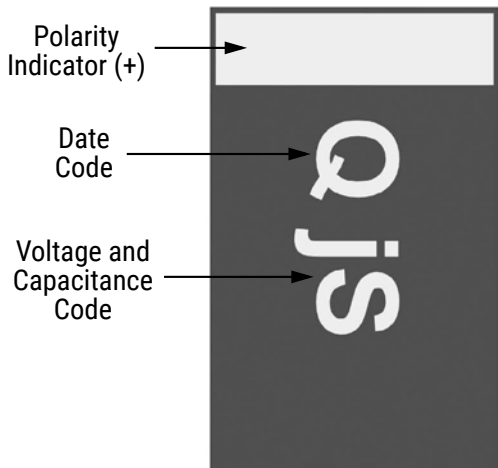 Polarity
Indicator (+)
Date
Code
Voltage and
Capacitance
Code
Q jS